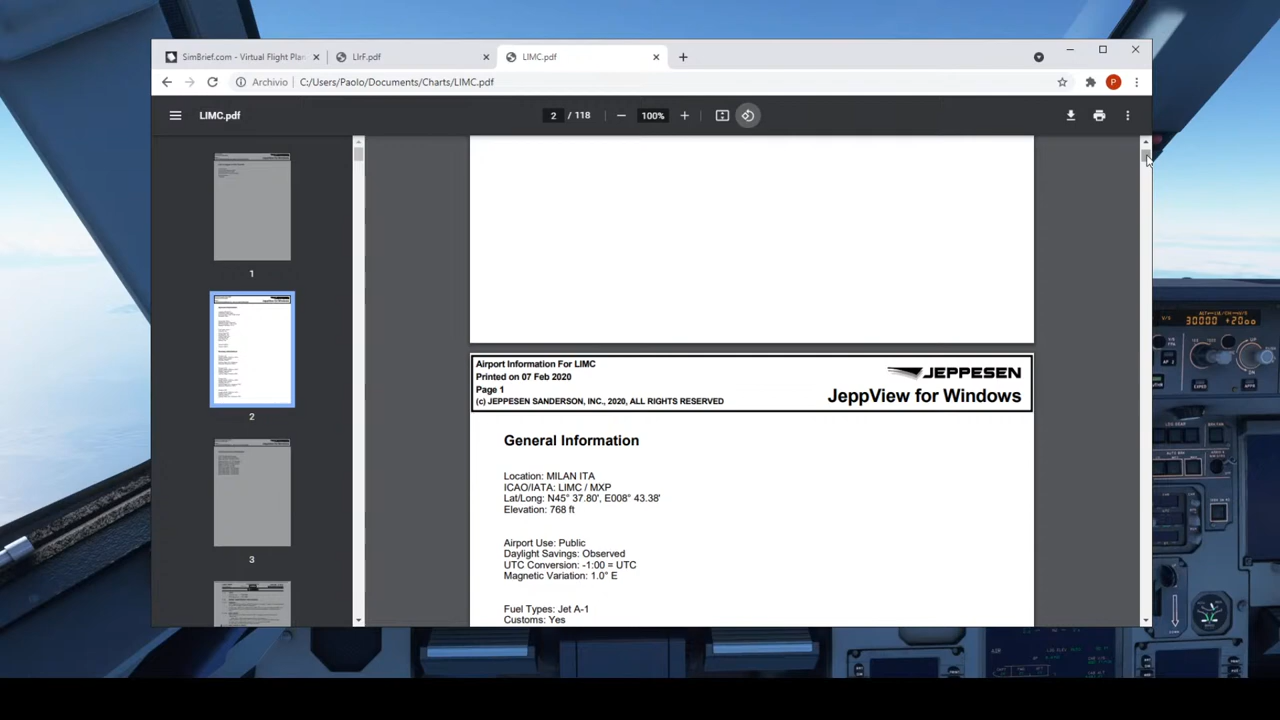 SimBrief.com - Virtual Flight Plan
LIrF.pdf
LIMC.pdf
Archivio
C:/Users/Paolo/Documents/Charts/LIMC.pdf
P
LIMC.pdf
2 / 118
100%
1
2
3
Airport Information For LIMC
Printed on 07 Feb 2020
Page 1
(c) JEPPESEN SANDERSON, INC., 2020, ALL RIGHTS RESERVED
JEPPESEN
JeppView for Windows
General Information
Location: MILAN ITA
ICAO/IATA: LIMC / MXP
Lat/Long: N45° 37.80', E008° 43.38'
Elevation: 768 ft
Airport Use: Public
Daylight Savings: Observed
UTC Conversion: -1:00 = UTC
Magnetic Variation: 1.0° E
Fuel Types: Jet A-1
Customs: Yes
30000 +2000